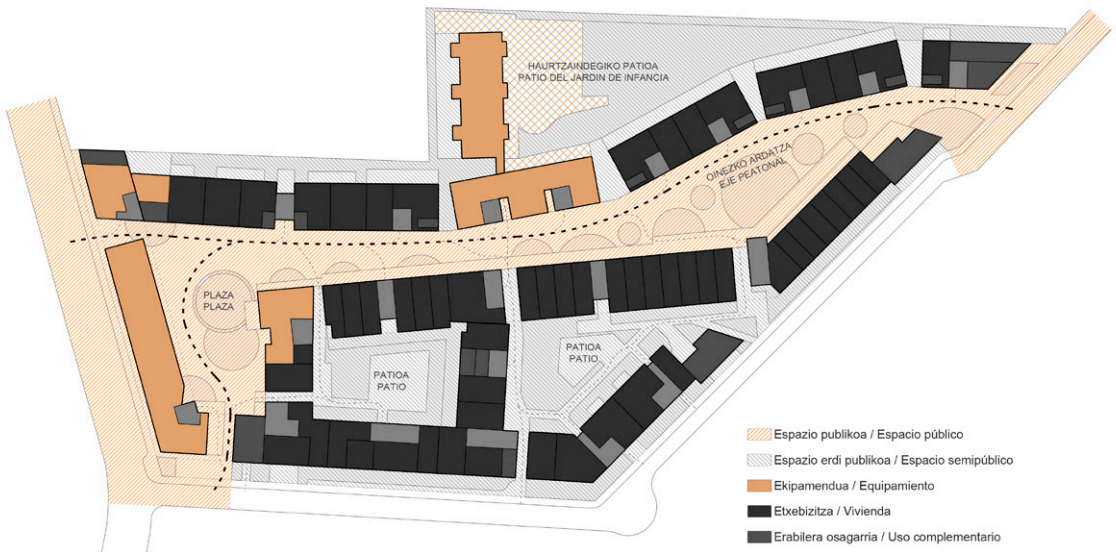 HAURTZAINDEGIKO PATIOA
PATIO DEL JARDIN DE INFANCIA
OINEZKO ARDATZA
EJE PEATONAL
PLAZA
PLAZA
PATIOA
PATIO
PATIOA
PATIO
Espazio publikoa / Espacio público
Espazio erdi publikoa / Espacio semipúblico
Ekipamendua / Equipamiento
Etxebizitza / Vivienda
Erabilera osagarria / Uso complementario